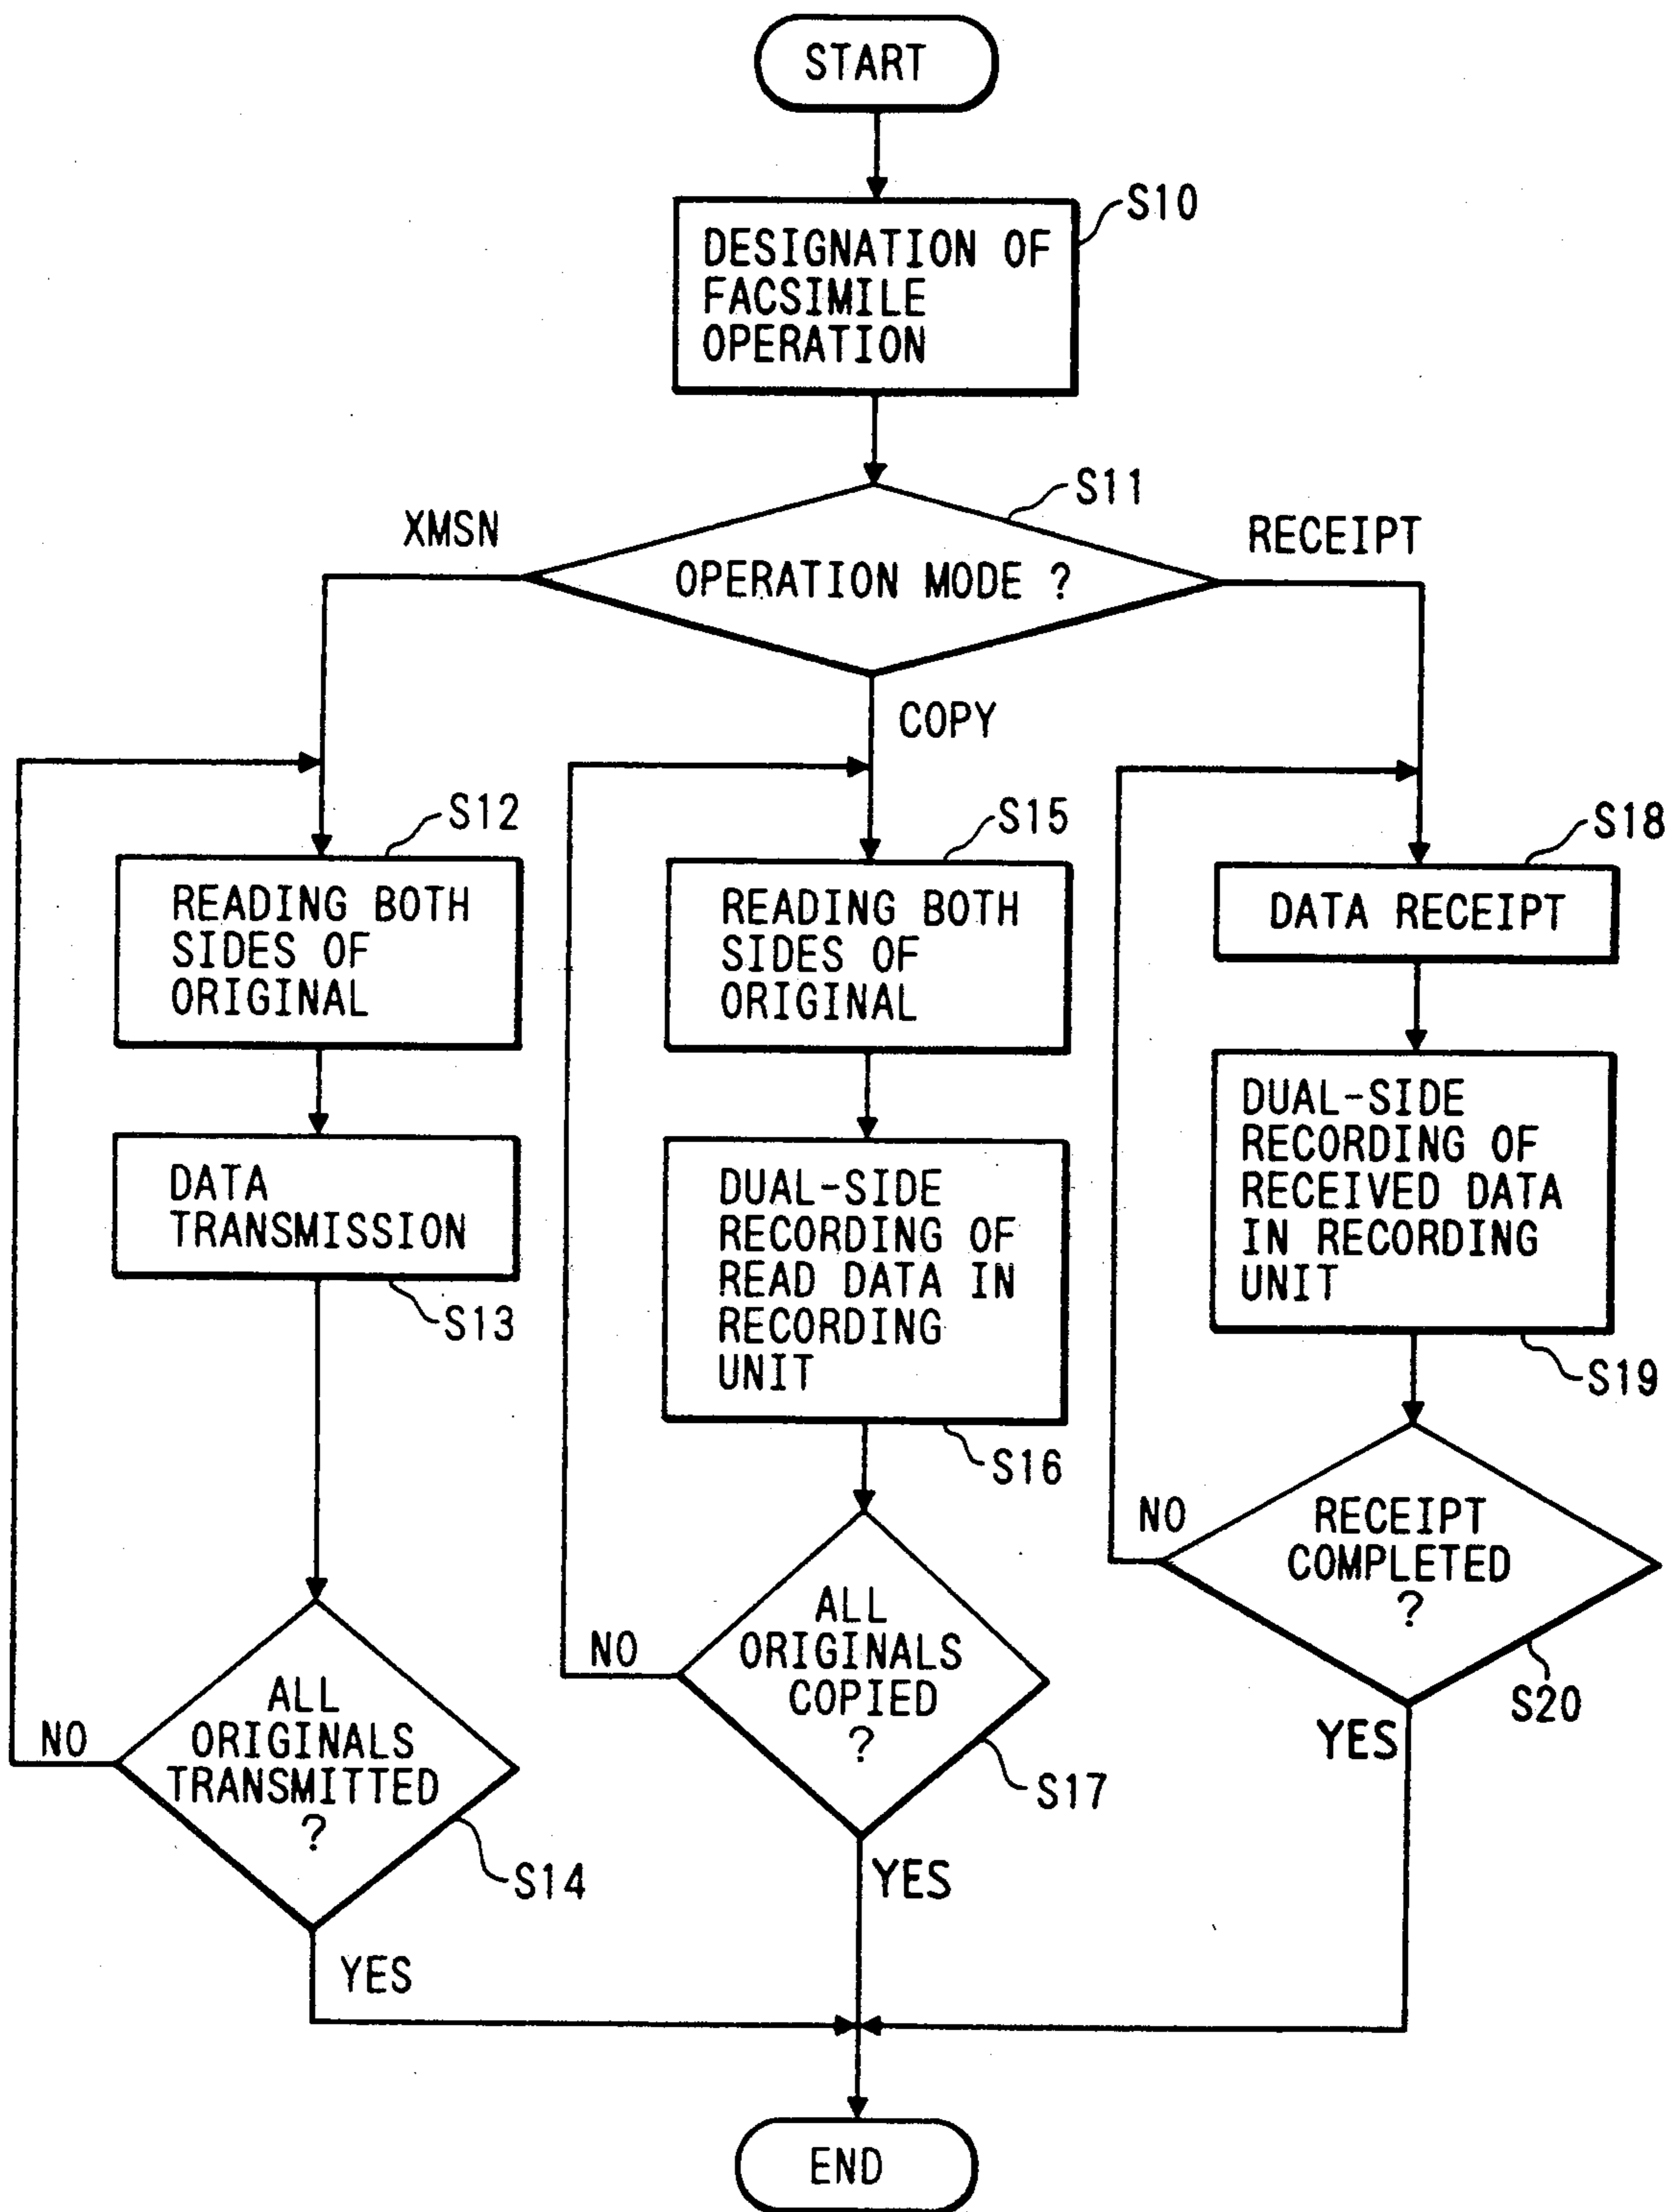 START
S10
DESIGNATION OF
FACSIMILE
OPERATION
S11
XMSN
RECEIPT
OPERATION MODE ?
COPY
S12
READING BOTH
SIDES OF
ORIGINAL
DATA
TRANSMISSION
S13
NO
ALL
ORIGINALS
TRANSMITTED
?
S14
YES
S15
READING BOTH
SIDES OF
ORIGINAL
DUAL-SIDE
RECORDING OF
READ DATA IN
RECORDING
UNIT
S16
NO
ALL
ORIGINALS
COPIED
?
S17
YES
S18
DATA RECEIPT
DUAL-SIDE
RECORDING OF
RECEIVED DATA
IN RECORDING
UNIT
S19
NO
RECEIPT
COMPLETED
?
S20
YES
END